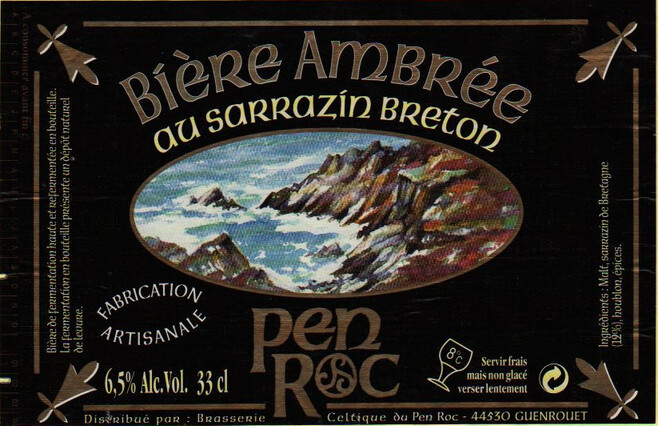 BIÈRE AMBRÉE
AU SARRAZIN BRETON
Bière de fermentation haute et refermentée en bouteille.
La fermentation en bouteille présente un dépôt naturel
de levure.
Ingrédients : Malt, sarrazin de Bretagne
(12%), houblon, épices.
FABRICATION
ARTISANALE
PEN
ROC
6,5% Alc.Vol. 33 cl
8°C
Servir frais
mais non glacé
verser lentement
Distribué par : Brasserie Celtique du Pen Roc - 44530 GUENROUET